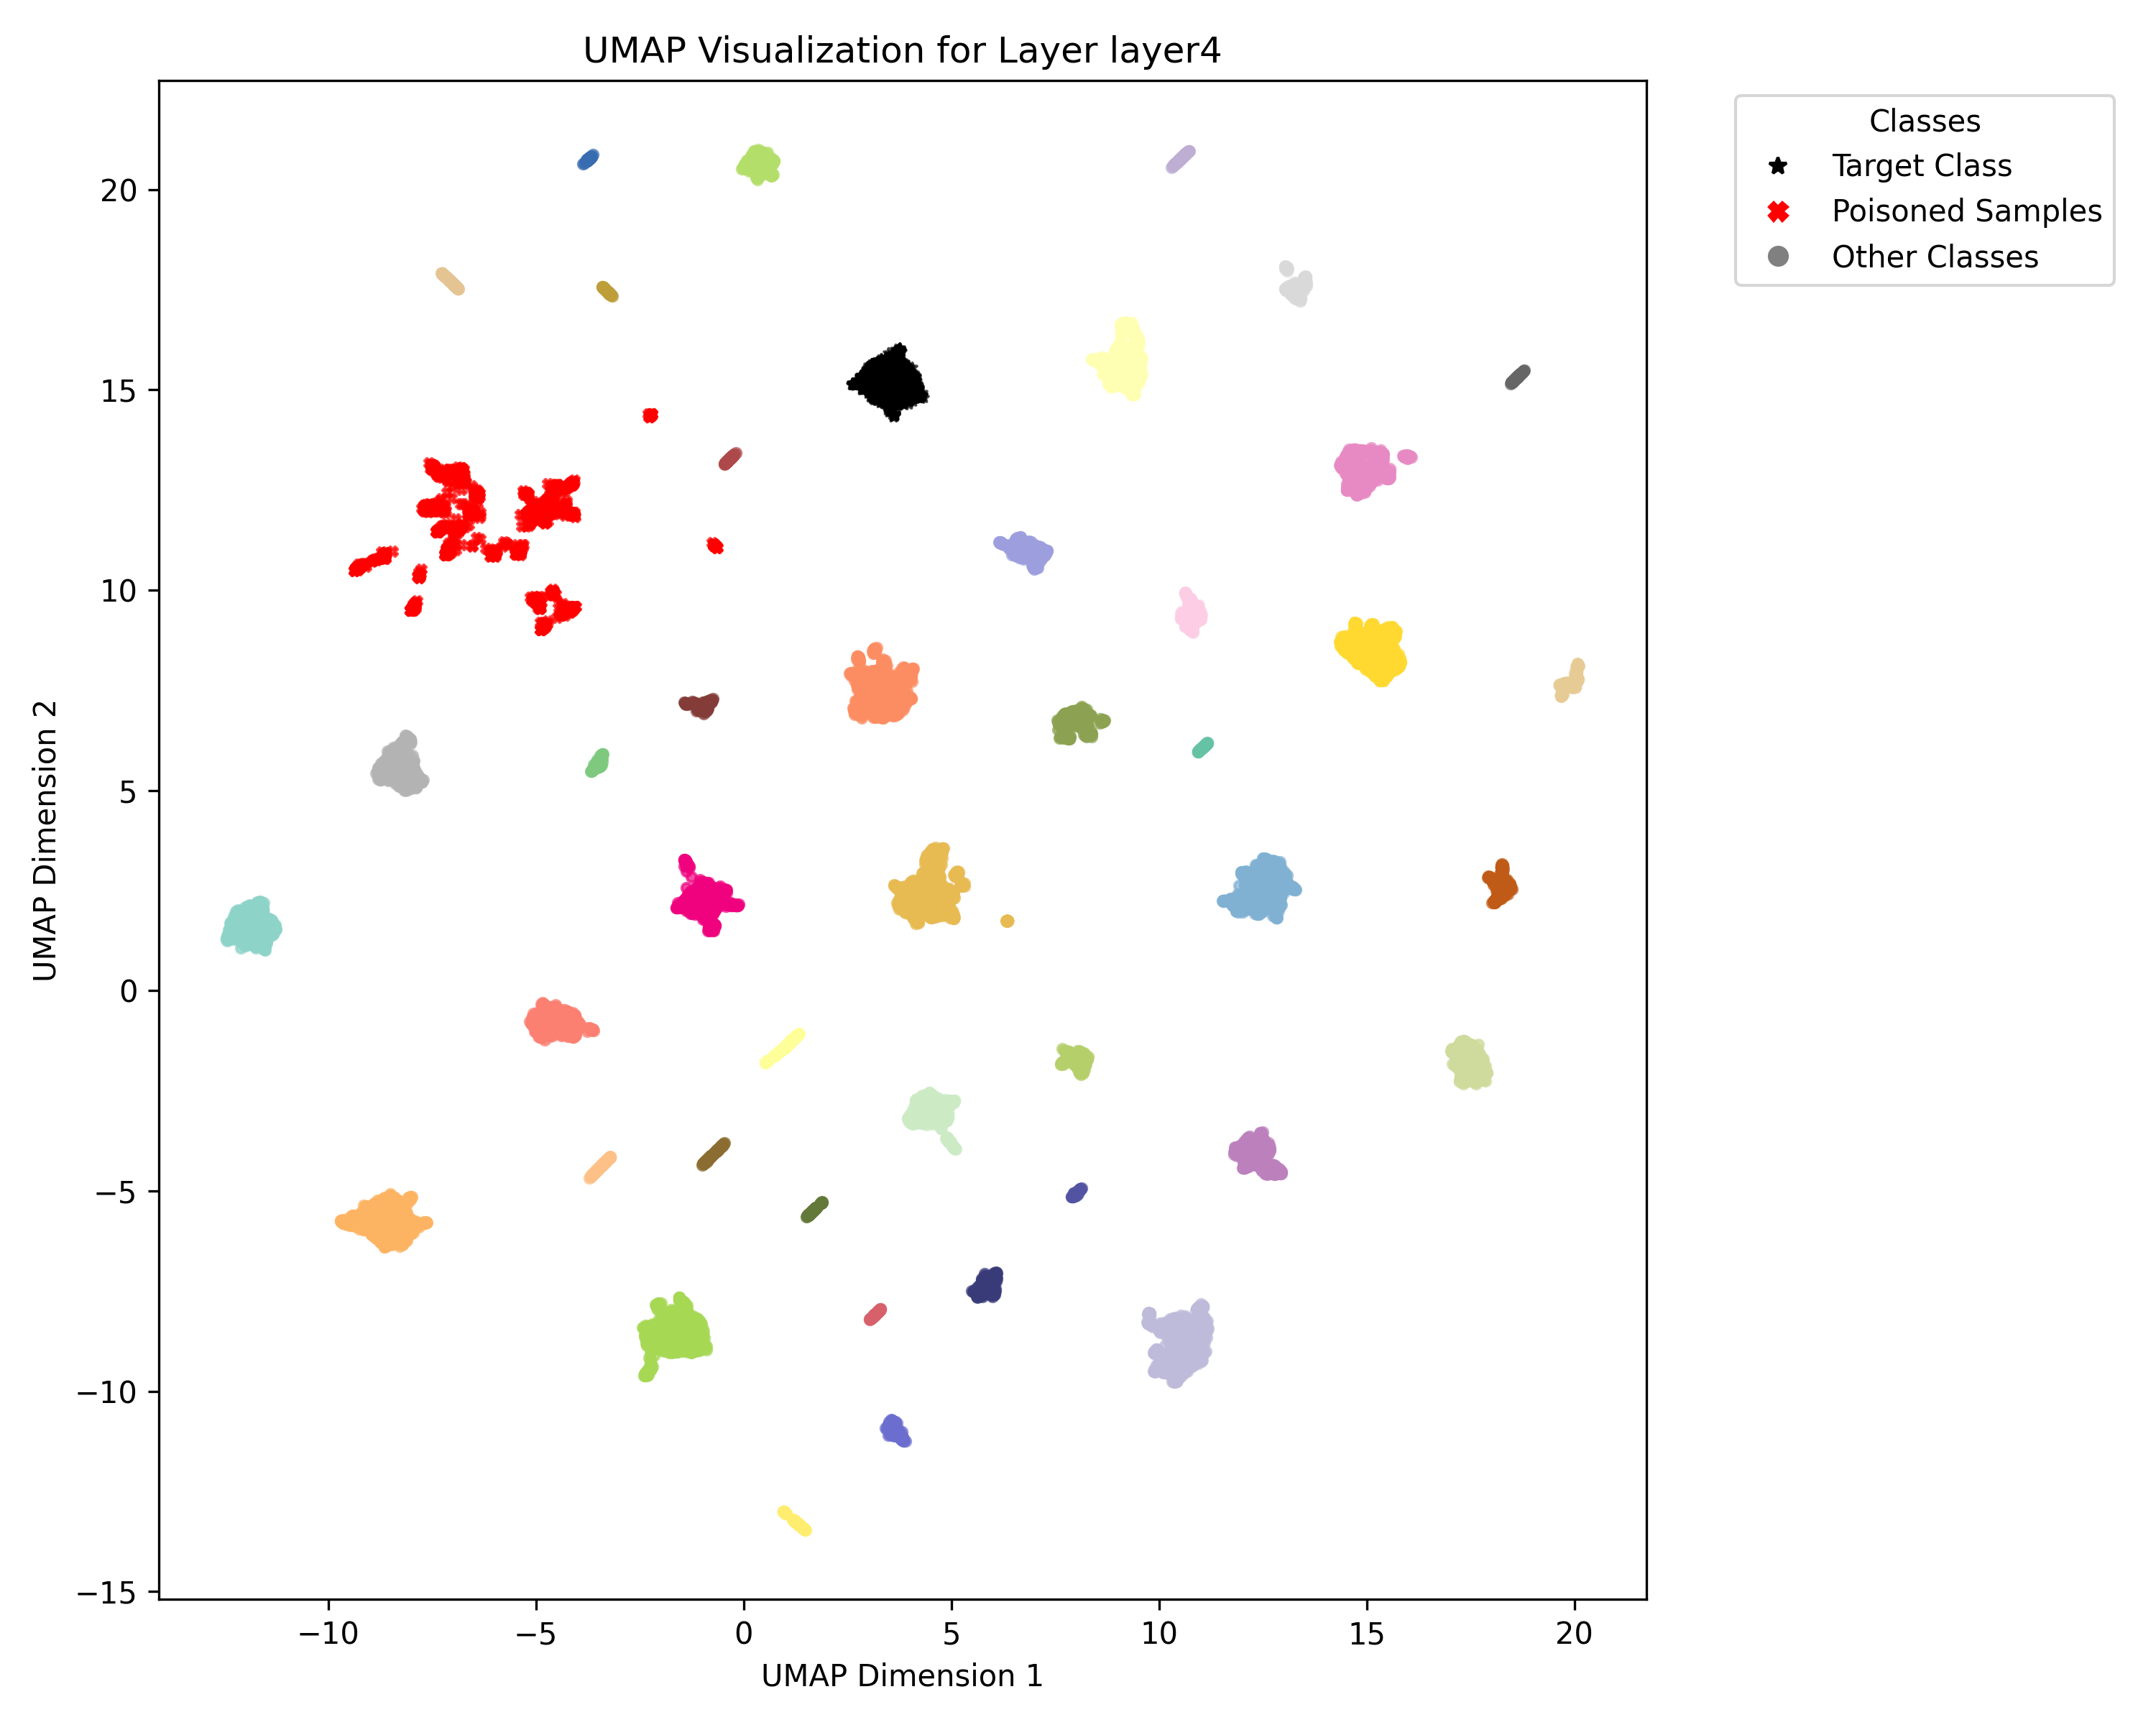 UMAP Visualization for Layer layer4
Classes
Target Class
Poisoned Samples
Other Classes
20
15
10
5
0
−5
−10
−15
UMAP Dimension 2
−10
−5
0
5
10
15
20
UMAP Dimension 1